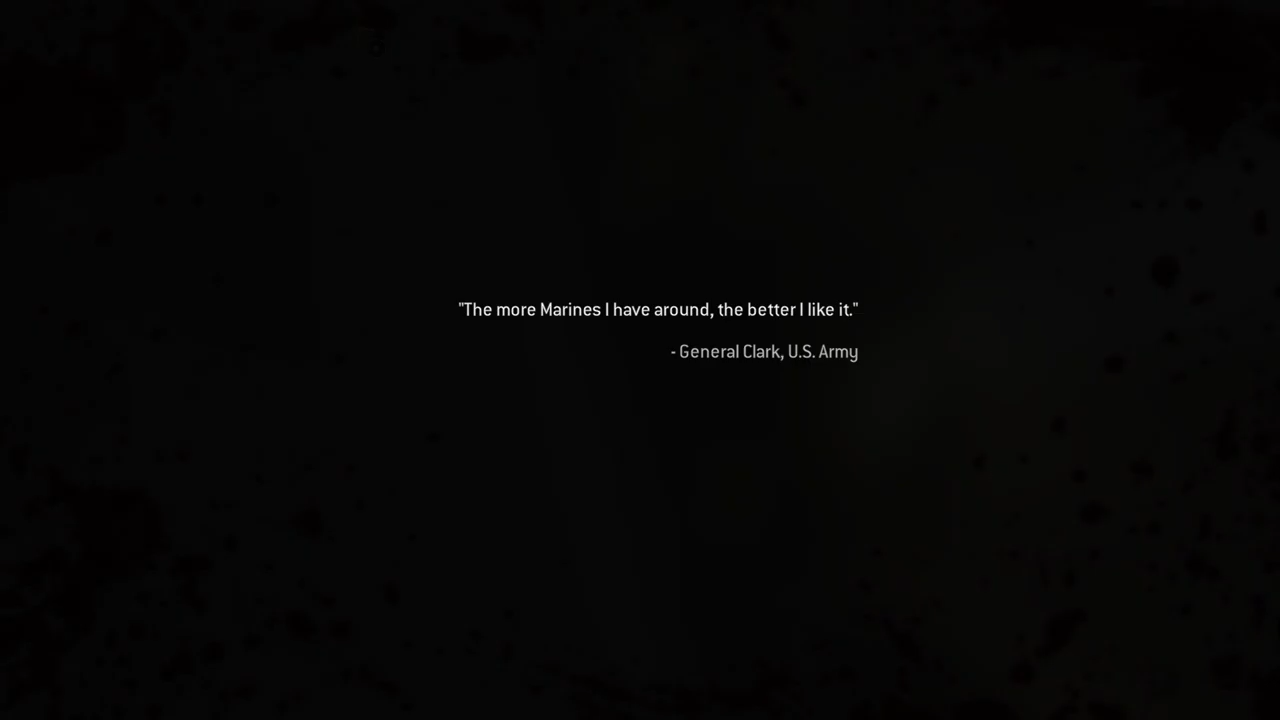 "The more Marines I have around, the better I like it."
- General Clark, U.S. Army